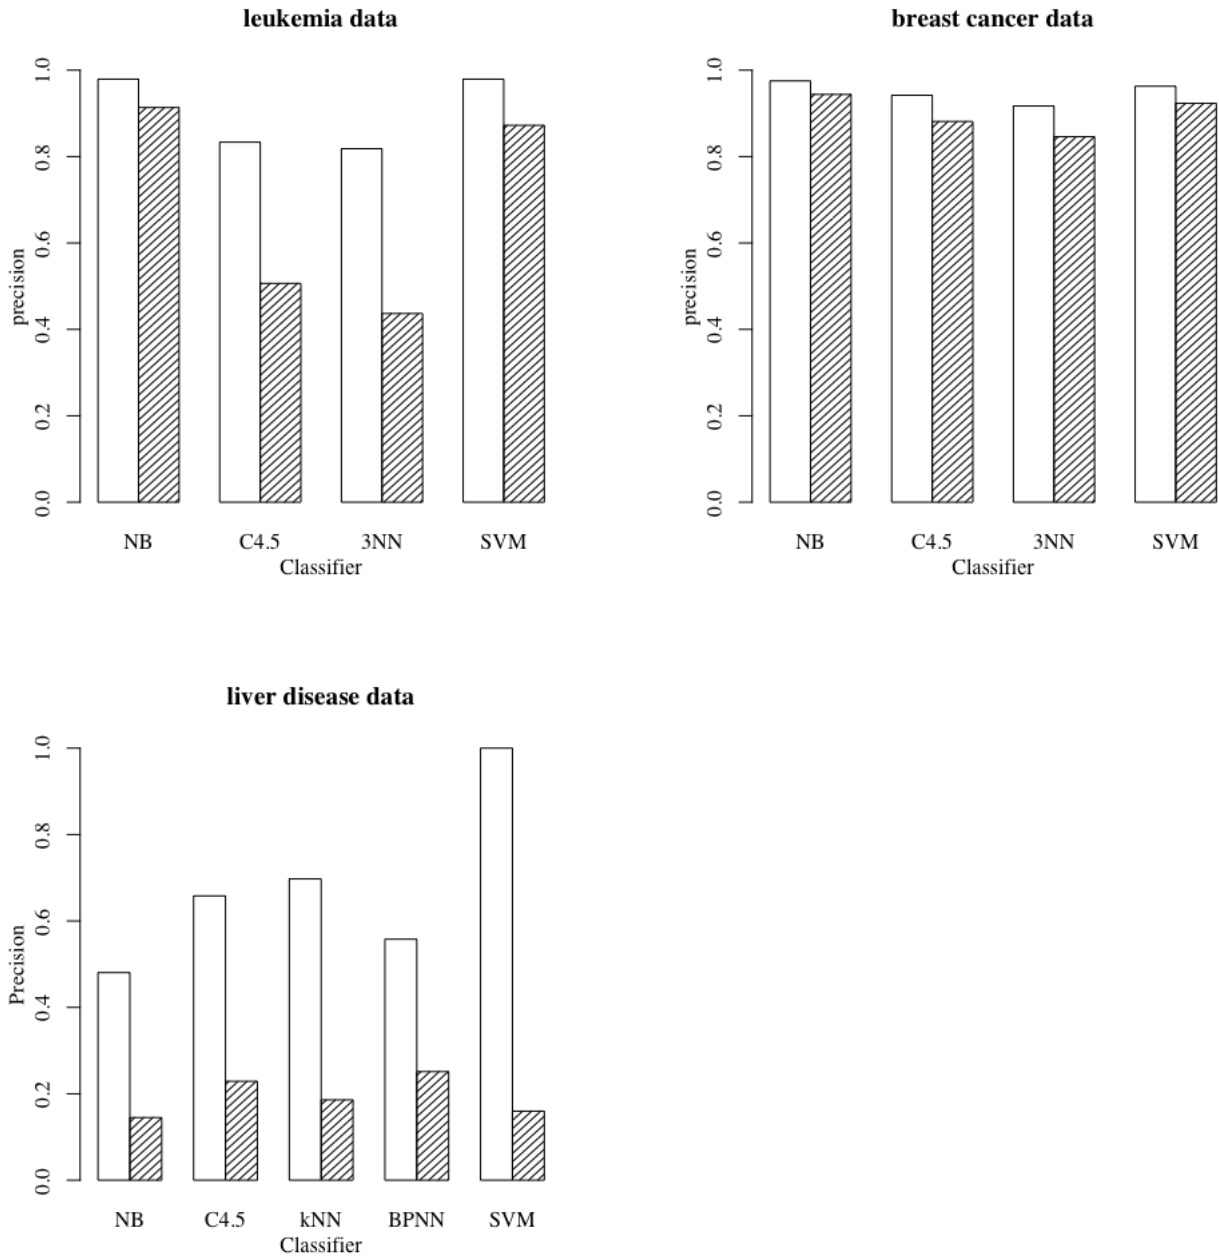 leukemia data
precision
0.0 0.2 0.4 0.6 0.8 1.0
NB C4.5 3NN SVM
Classifier
breast cancer data
precision
0.0 0.2 0.4 0.6 0.8 1.0
NB C4.5 3NN SVM
Classifier
liver disease data
Precision
0.0 0.2 0.4 0.6 0.8 1.0
NB C4.5 kNN BPNN SVM
Classifier